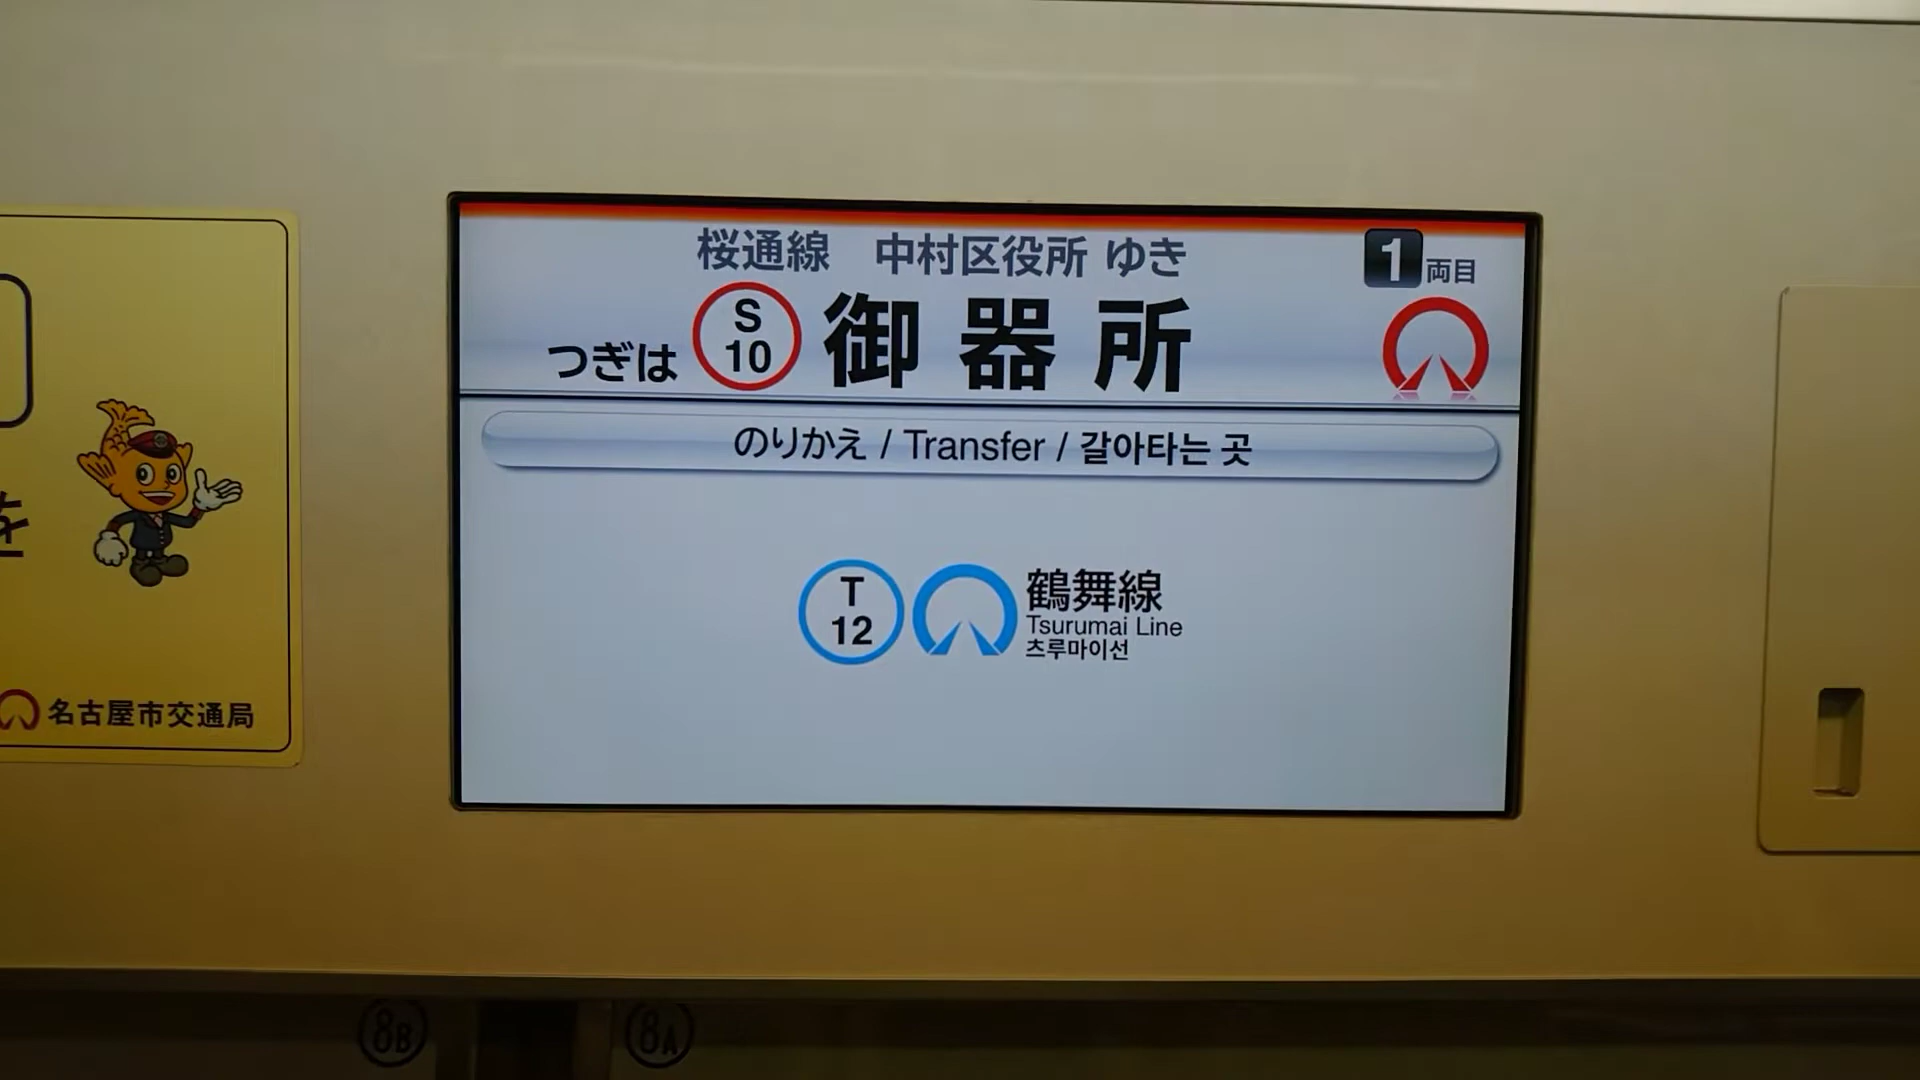 桜通線 中村区役所 ゆき
1両目
つぎは S 10 御器所
のりかえ / Transfer / 갈아타는 곳
T 12 鶴舞線
Tsurumai Line
츠루마이선
を
名古屋市交通局
8B
8A